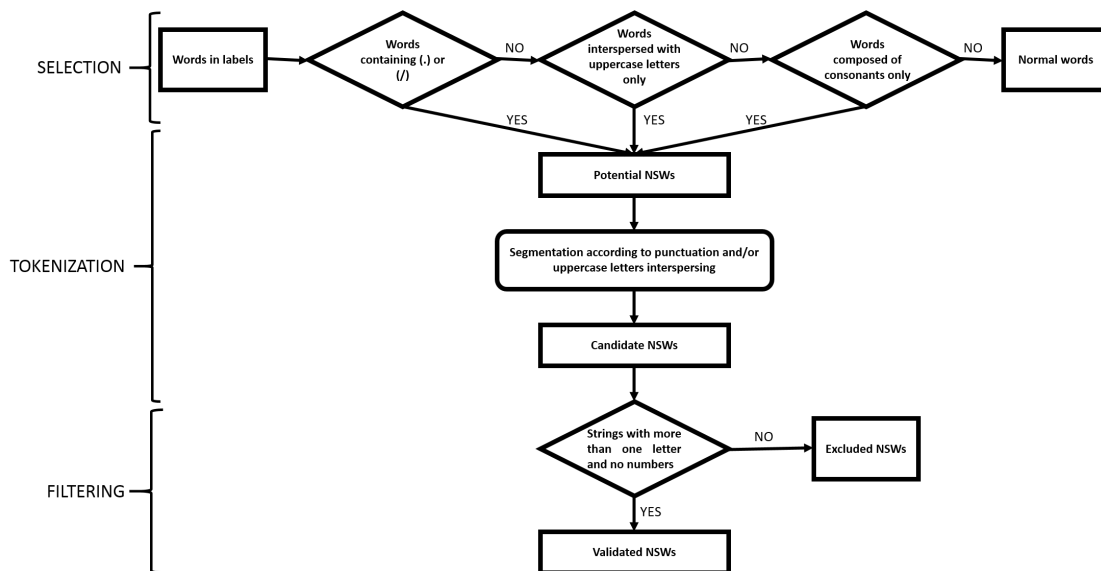 SELECTION
Words in labels
Words
containing (.) or
(/)
NO
Words
interspersed with
uppercase letters
only
NO
Words
composed of
consonants only
NO
Normal words
YES
YES
YES
TOKENIZATION
Potential NSWs
Segmentation according to punctuation and/or
uppercase letters interspersing
Candidate NSWs
FILTERING
Strings with more
than one letter
and no numbers
NO
Excluded NSWs
YES
Validated NSWs